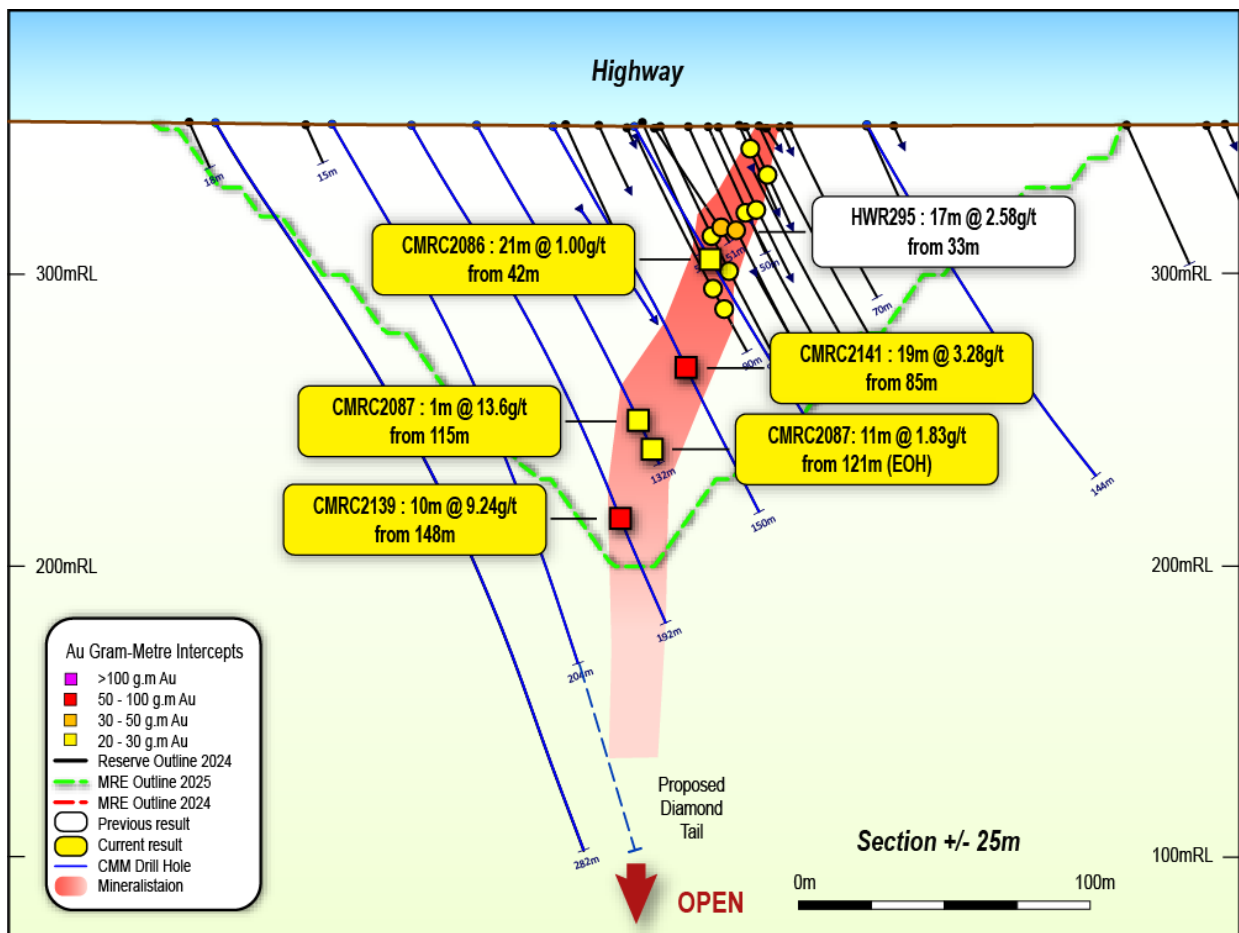 Highway
18m
15m
CMRC2086 : 21m @ 1.00g/t
from 42m
HWR295 : 17m @ 2.58g/t
from 33m
51m
50m
300mRL
300mRL
70m
90m
CMRC2141 : 19m @ 3.28g/t
from 85m
CMRC2087 : 1m @ 13.6g/t
from 115m
CMRC2087: 11m @ 1.83g/t
from 121m (EOH)
132m
144m
150m
CMRC2139 : 10m @ 9.24g/t
from 148m
200mRL
200mRL
192m
204m
Au Gram-Metre Intercepts
>100 g.m Au
50 - 100 g.m Au
30 - 50 g.m Au
20 - 30 g.m Au
Reserve Outline 2024
MRE Outline 2025
MRE Outline 2024
Previous result
Current result
CMM Drill Hole
Mineralistaion
Proposed
Diamond
Tail
282m
OPEN
Section +/- 25m
100mRL
0m
100m